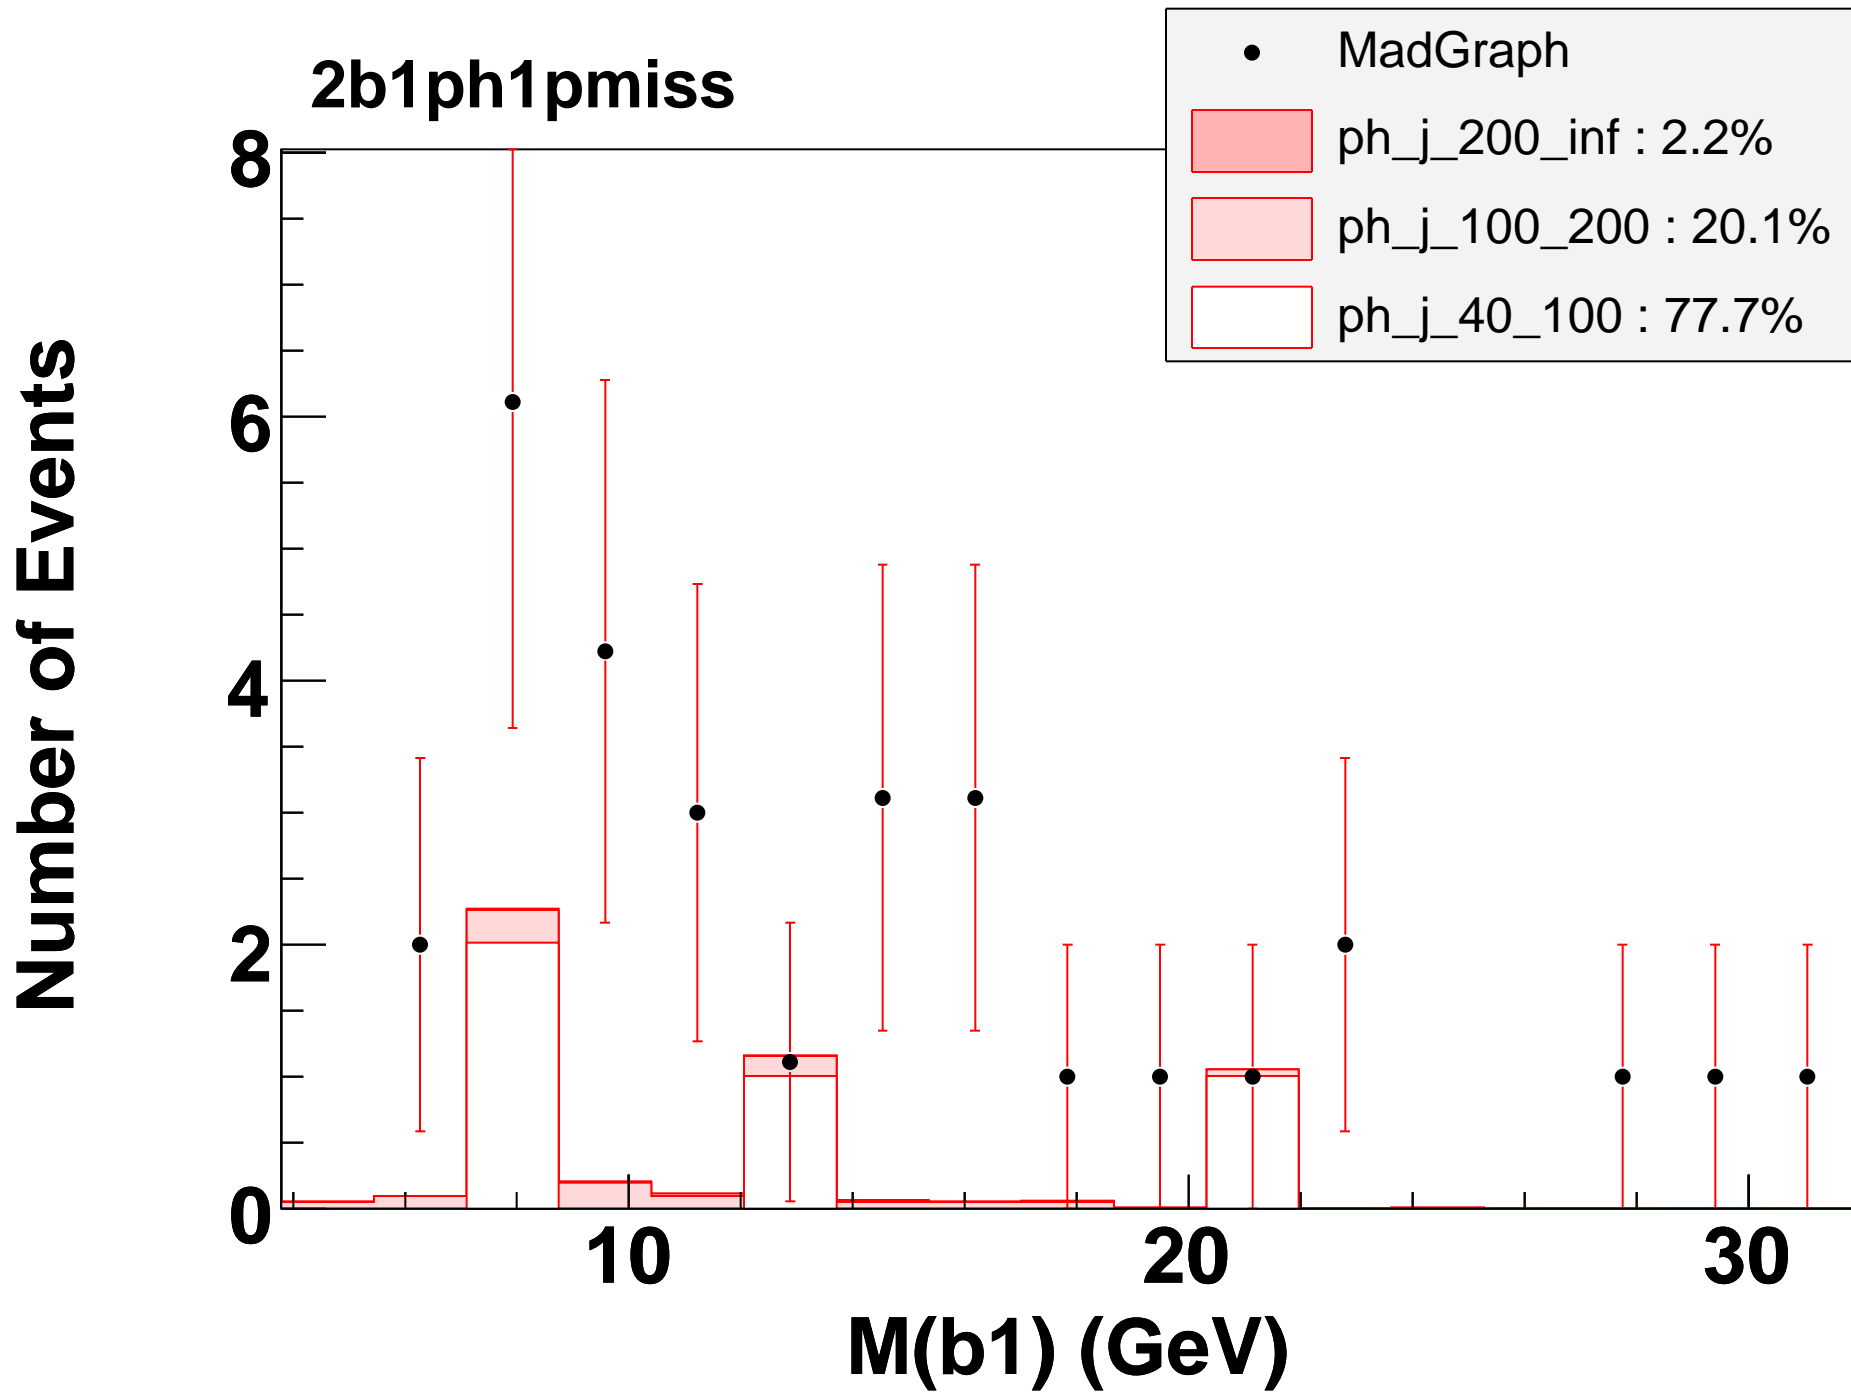 2b1ph1pmiss
MadGraph
ph_j_200_inf : 2.2%
ph_j_100_200 : 20.1%
ph_j_40_100 : 77.7%
Number of Events
8
6
4
2
0
10 20 30
M(b1) (GeV)